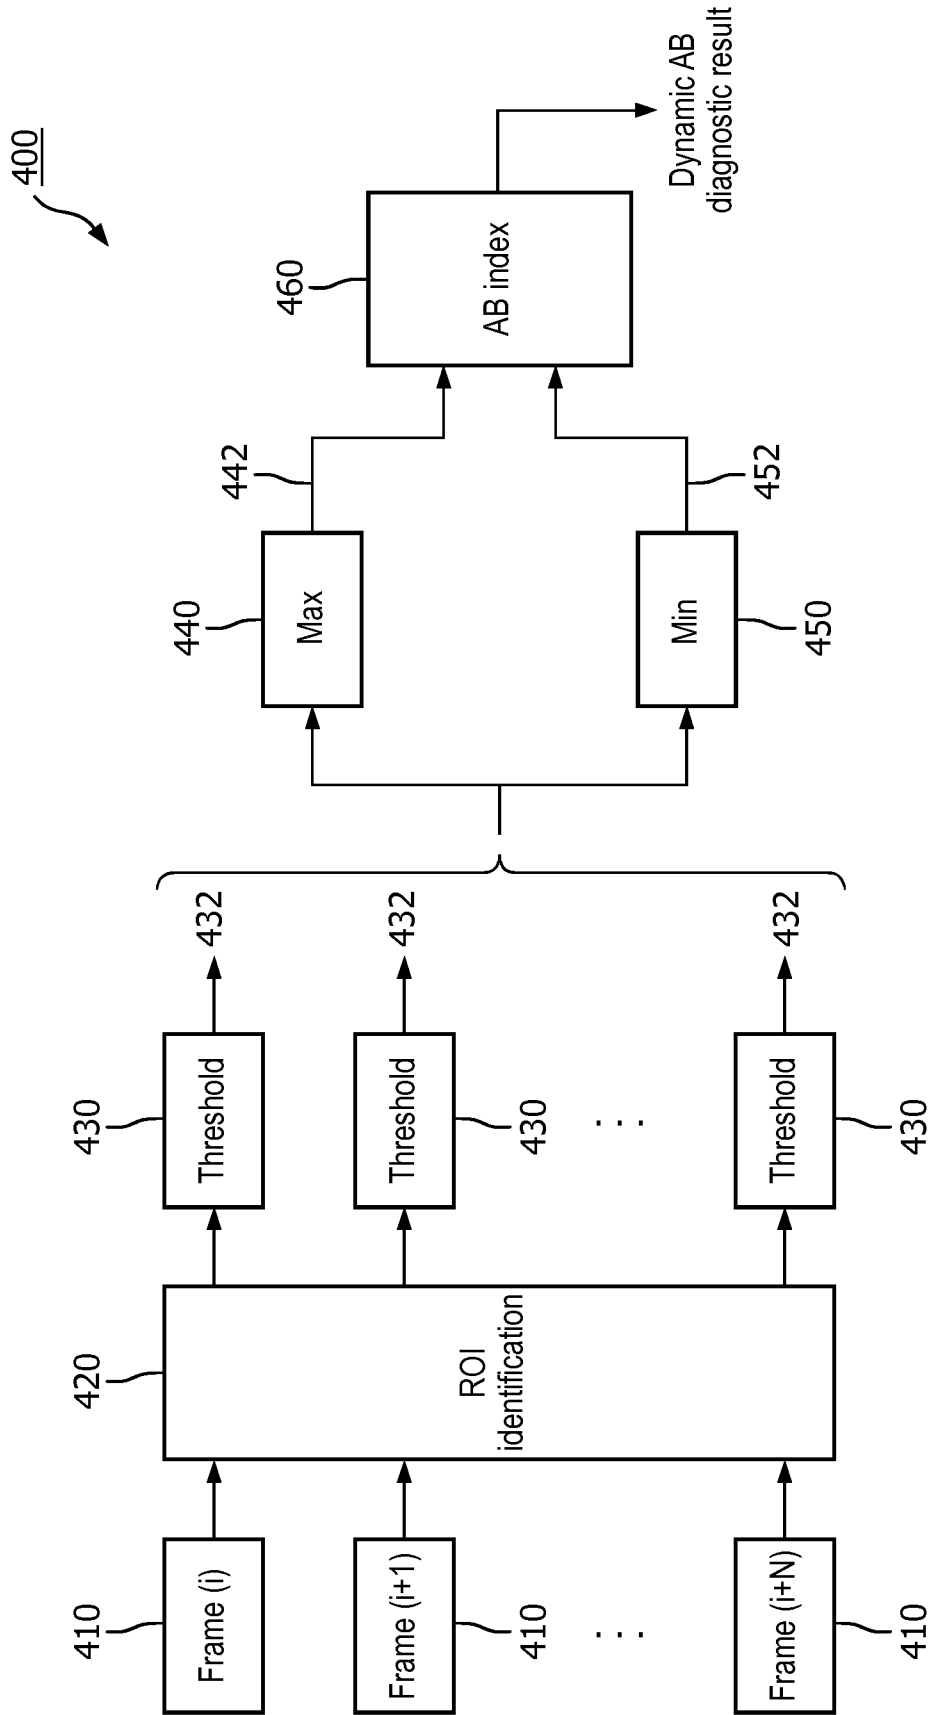 400
410
Frame (i)
420
430
Threshold
432
410
Frame (i+1)
ROI
identification
430
Threshold
432
. . .
. . .
410
Frame (i+N)
430
Threshold
432
440
Max
442
450
Min
452
460
AB index
Dynamic AB
diagnostic result